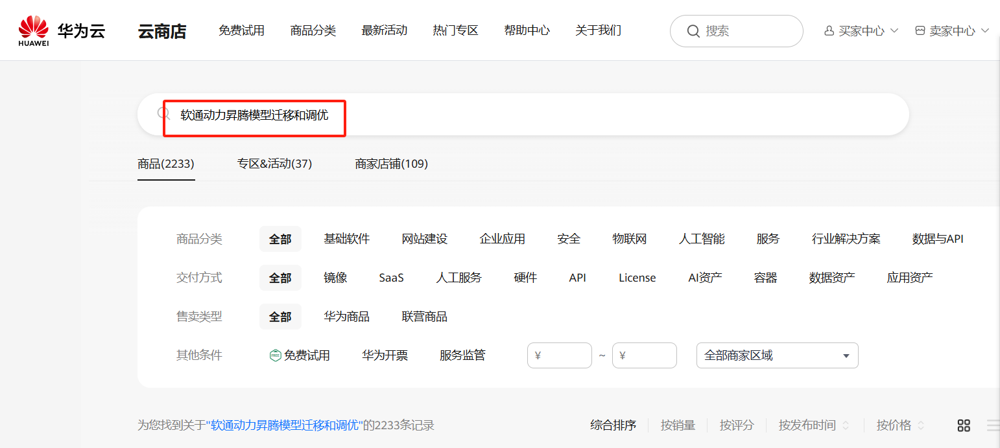 HUAWEI 华为云 云商店 免费试用 商品分类 最新活动 热门专区 帮助中心 关于我们 搜索 买家中心 卖家中心
软通动力昇腾模型迁移和调优
商品(2233) 专区&活动(37) 商家店铺(109)
商品分类 全部 基础软件 网站建设 企业应用 安全 物联网 人工智能 服务 行业解决方案 数据与API
交付方式 全部 镜像 SaaS 人工服务 硬件 API License AI资产 容器 数据资产 应用资产
售卖类型 全部 华为商品 联营商品
其他条件 FREE 免费试用 华为开票 服务监管 ¥ ~ ¥ 全部商家区域
为您找到关于"软通动力昇腾模型迁移和调优"的2233条记录 综合排序 按销量 按评分 按发布时间 按价格